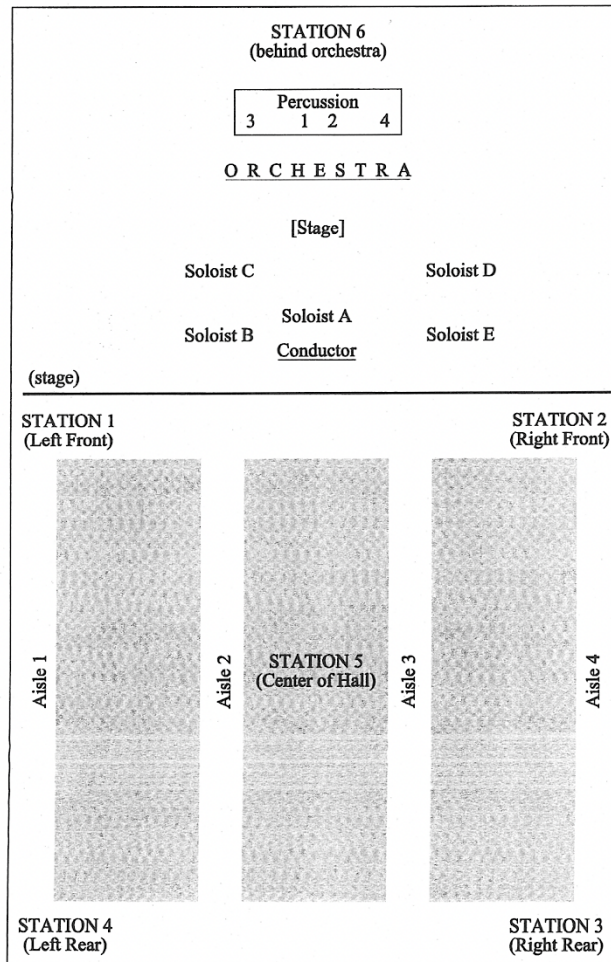 STATION 6
(behind orchestra)
Percussion
3 1 2 4
O R C H E S T R A
[Stage]
Soloist C Soloist D
Soloist A
Soloist B Soloist E
Conductor
(stage)
STATION 1 STATION 2
(Left Front) (Right Front)
Aisle 1
Aisle 2
STATION 5
(Center of Hall)
Aisle 3
Aisle 4
STATION 4 STATION 3
(Left Rear) (Right Rear)